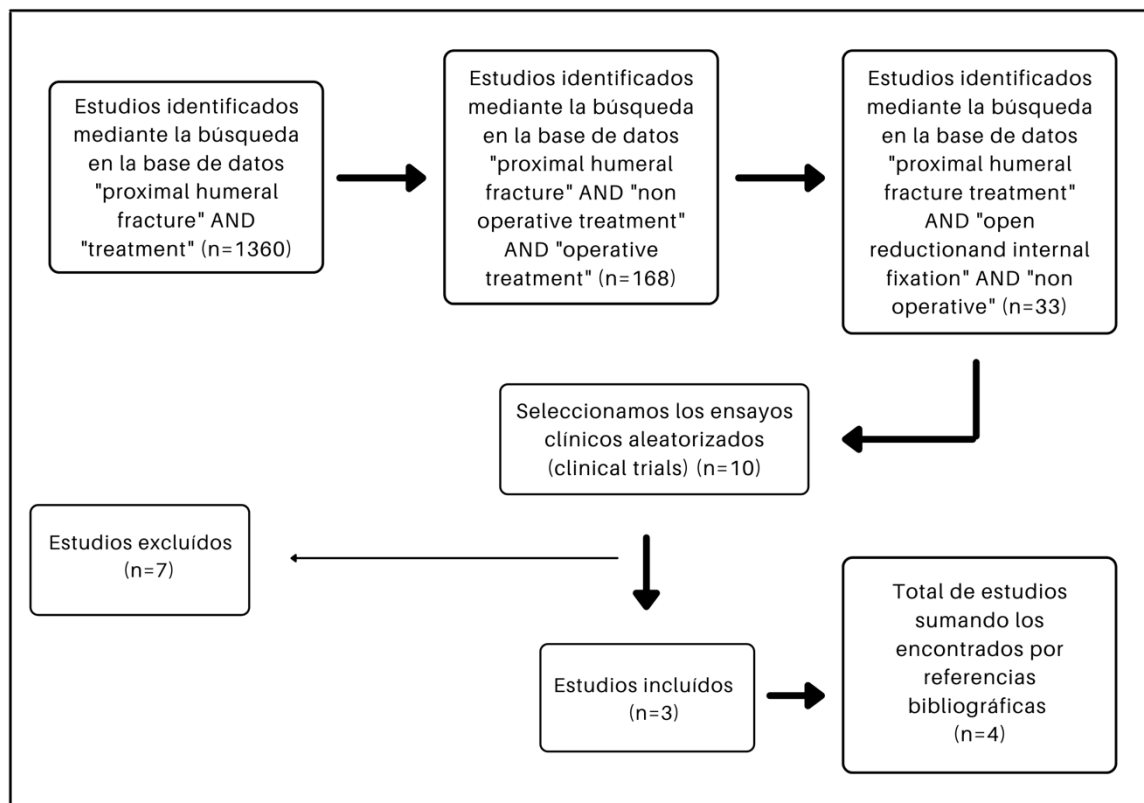 Estudios identificados
mediante la búsqueda
en la base de datos
"proximal humeral
fracture" AND
"treatment" (n=1360)
Estudios identificados
mediante la búsqueda
en la base de datos
"proximal humeral
fracture" AND "non
operative treatment"
AND "operative
treatment" (n=168)
Estudios identificados
mediante la búsqueda
en la base de datos
"proximal humeral
fracture treatment"
AND "open
reductionand internal
fixation" AND "non
operative" (n=33)
Seleccionamos los ensayos
clínicos aleatorizados
(clinical trials) (n=10)
Estudios excluídos
(n=7)
Estudios incluídos
(n=3)
Total de estudios
sumando los
encontrados por
referencias
bibliográficas
(n=4)